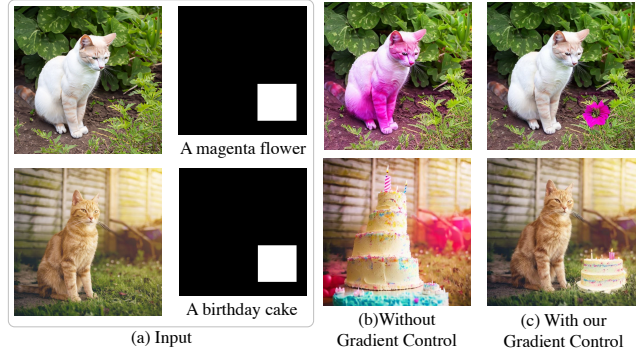 A magenta flower
A birthday cake
(a) Input
(b)Without
Gradient Control
(c) With our
Gradient Control